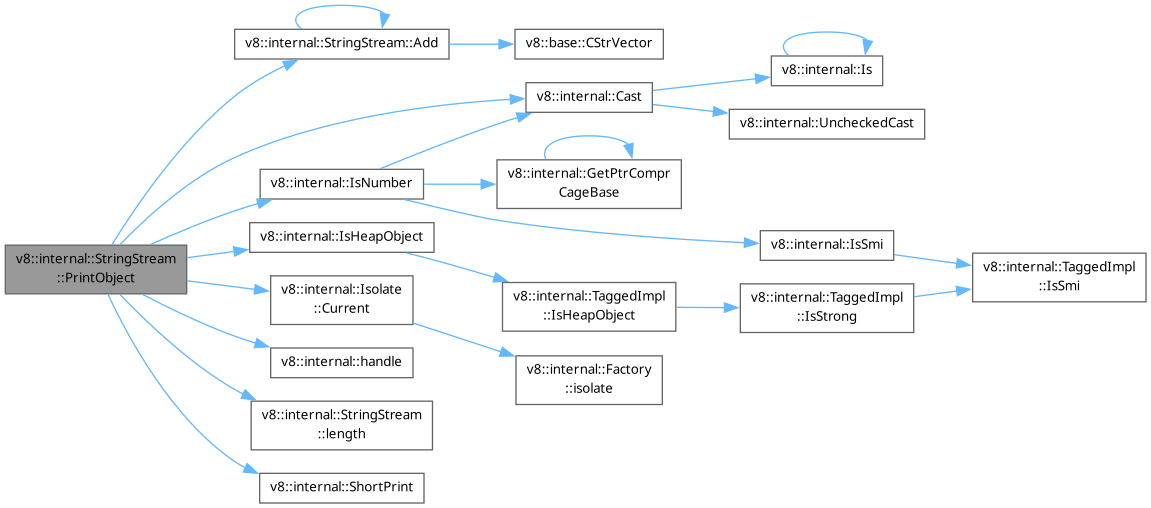 v8::internal::StringStream::Add
v8::base::CStrVector
v8::internal::Is
v8::internal::Cast
v8::internal::UncheckedCast
v8::internal::GetPtrCompr
CageBase
v8::internal::IsNumber
v8::internal::IsHeapObject
v8::internal::IsSmi
v8::internal::StringStream
::PrintObject
v8::internal::TaggedImpl
::IsSmi
v8::internal::Isolate
::Current
v8::internal::TaggedImpl
::IsHeapObject
v8::internal::TaggedImpl
::IsStrong
v8::internal::handle
v8::internal::Factory
::isolate
v8::internal::StringStream
::length
v8::internal::ShortPrint